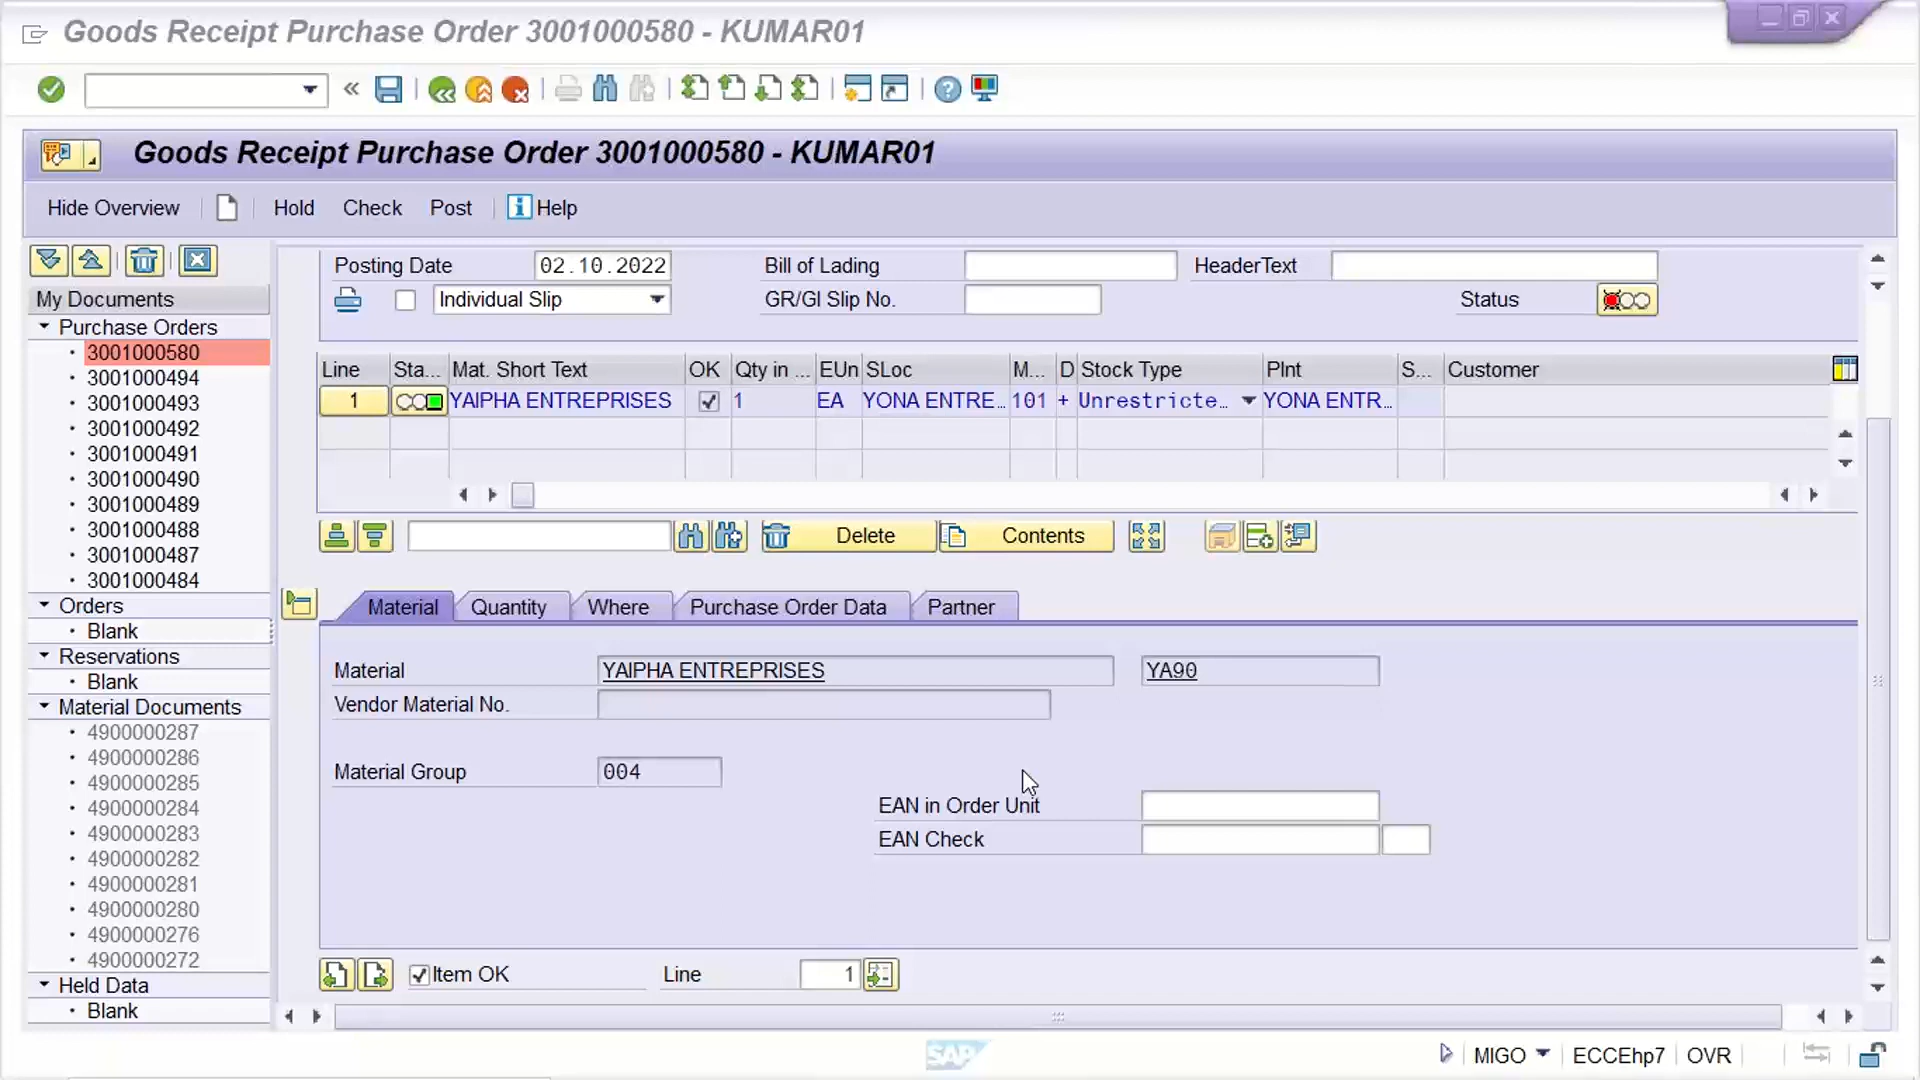 Goods Receipt Purchase Order 3001000580 - KUMAR01
Goods Receipt Purchase Order 3001000580 - KUMAR01
Hide Overview Hold Check Post Help
Posting Date 02.10.2022 Bill of Lading HeaderText
Individual Slip GR/GI Slip No. Status
My Documents
Purchase Orders
3001000580
3001000494
3001000493
3001000492
3001000491
3001000490
3001000489
3001000488
3001000487
3001000484
Orders
Blank
Reservations
Blank
Material Documents
4900000287
4900000286
4900000285
4900000284
4900000283
4900000282
4900000281
4900000280
4900000276
4900000272
Held Data
Blank
Line Sta... Mat. Short Text OK Qty in ... EUn SLoc M... D Stock Type Plnt S... Customer
1 YAIPHA ENTREPRISES 1 EA YONA ENTRE... 101 + Unrestricte... YONA ENTR...
Delete Contents
Material Quantity Where Purchase Order Data Partner
Material YAIPHA ENTREPRISES YA90
Vendor Material No.
Material Group 004
EAN in Order Unit
EAN Check
Item OK Line 1
SAP MIGO ECCEhp7 OVR